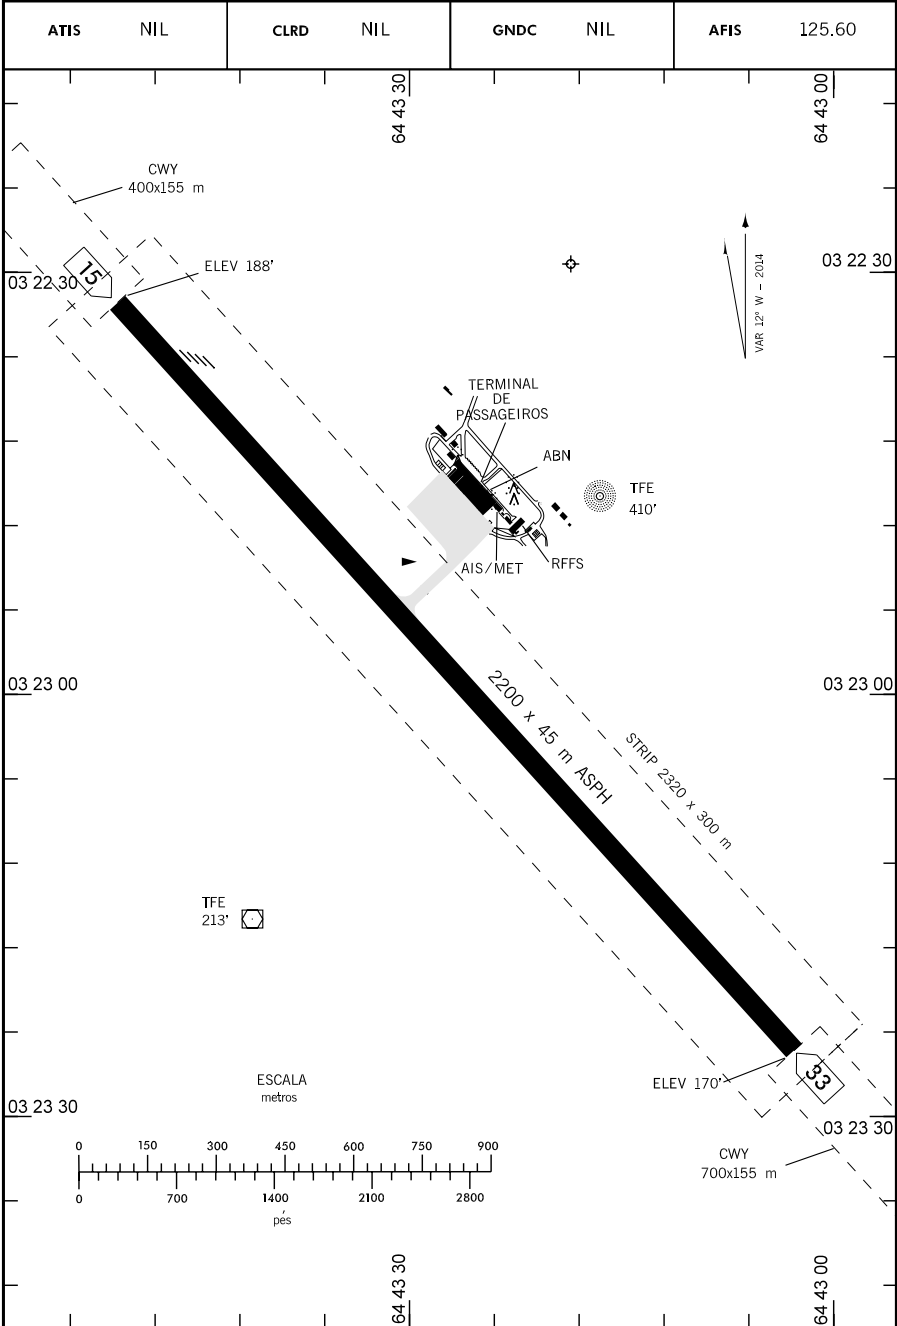 ATIS NIL CLRD NIL GNDC NIL AFIS 125.60
64 43 30
64 43 00
CWY
400x155 m
15
ELEV 188'
03 22 30
03 22 30
VAR 12° W - 2014
TERMINAL
DE
PASSAGEIROS
ABN
TFE
410'
AIS/MET
RFFS
03 23 00
03 23 00
2200 x 45 m ASPH
STRIP 2320 x 300 m
TFE
213'
ELEV 170'
33
ESCALA
metros
03 23 30
03 23 30
0 150 300 450 600 750 900
0 700 1400 2100 2800
pés
CWY
700x155 m
64 43 30
64 43 00